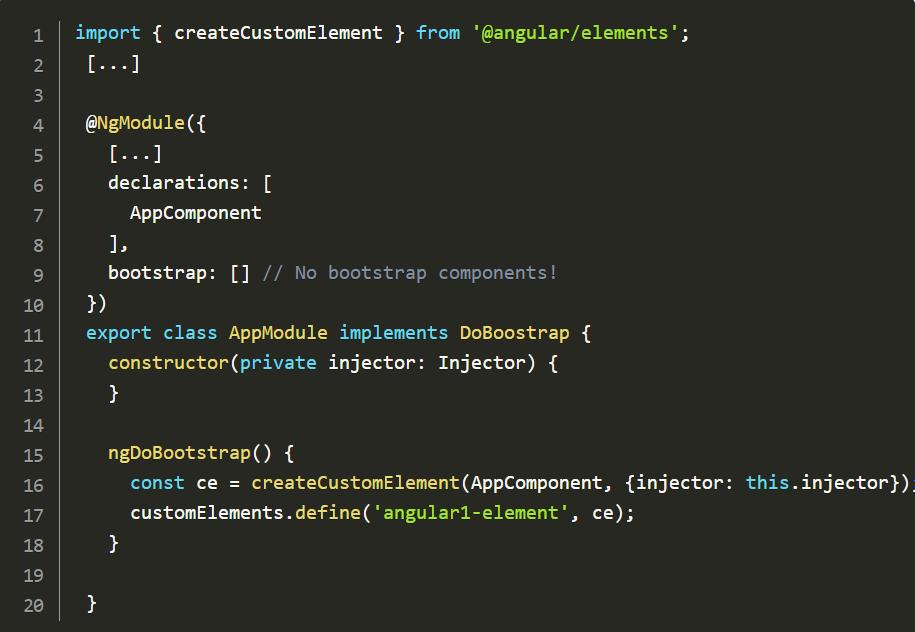 1 import { createCustomElement } from '@angular/elements';
2 [...]
3
4 @NgModule({
5 [...]
6 declarations: [
7 AppComponent
8 ],
9 bootstrap: [] // No bootstrap components!
10 })
11 export class AppModule implements DoBoostrap {
12 constructor(private injector: Injector) {
13 }
14
15 ngDoBootstrap() {
16 const ce = createCustomElement(AppComponent, {injector: this.injector});
17 customElements.define('angular1-element', ce);
18 }
19
20 }